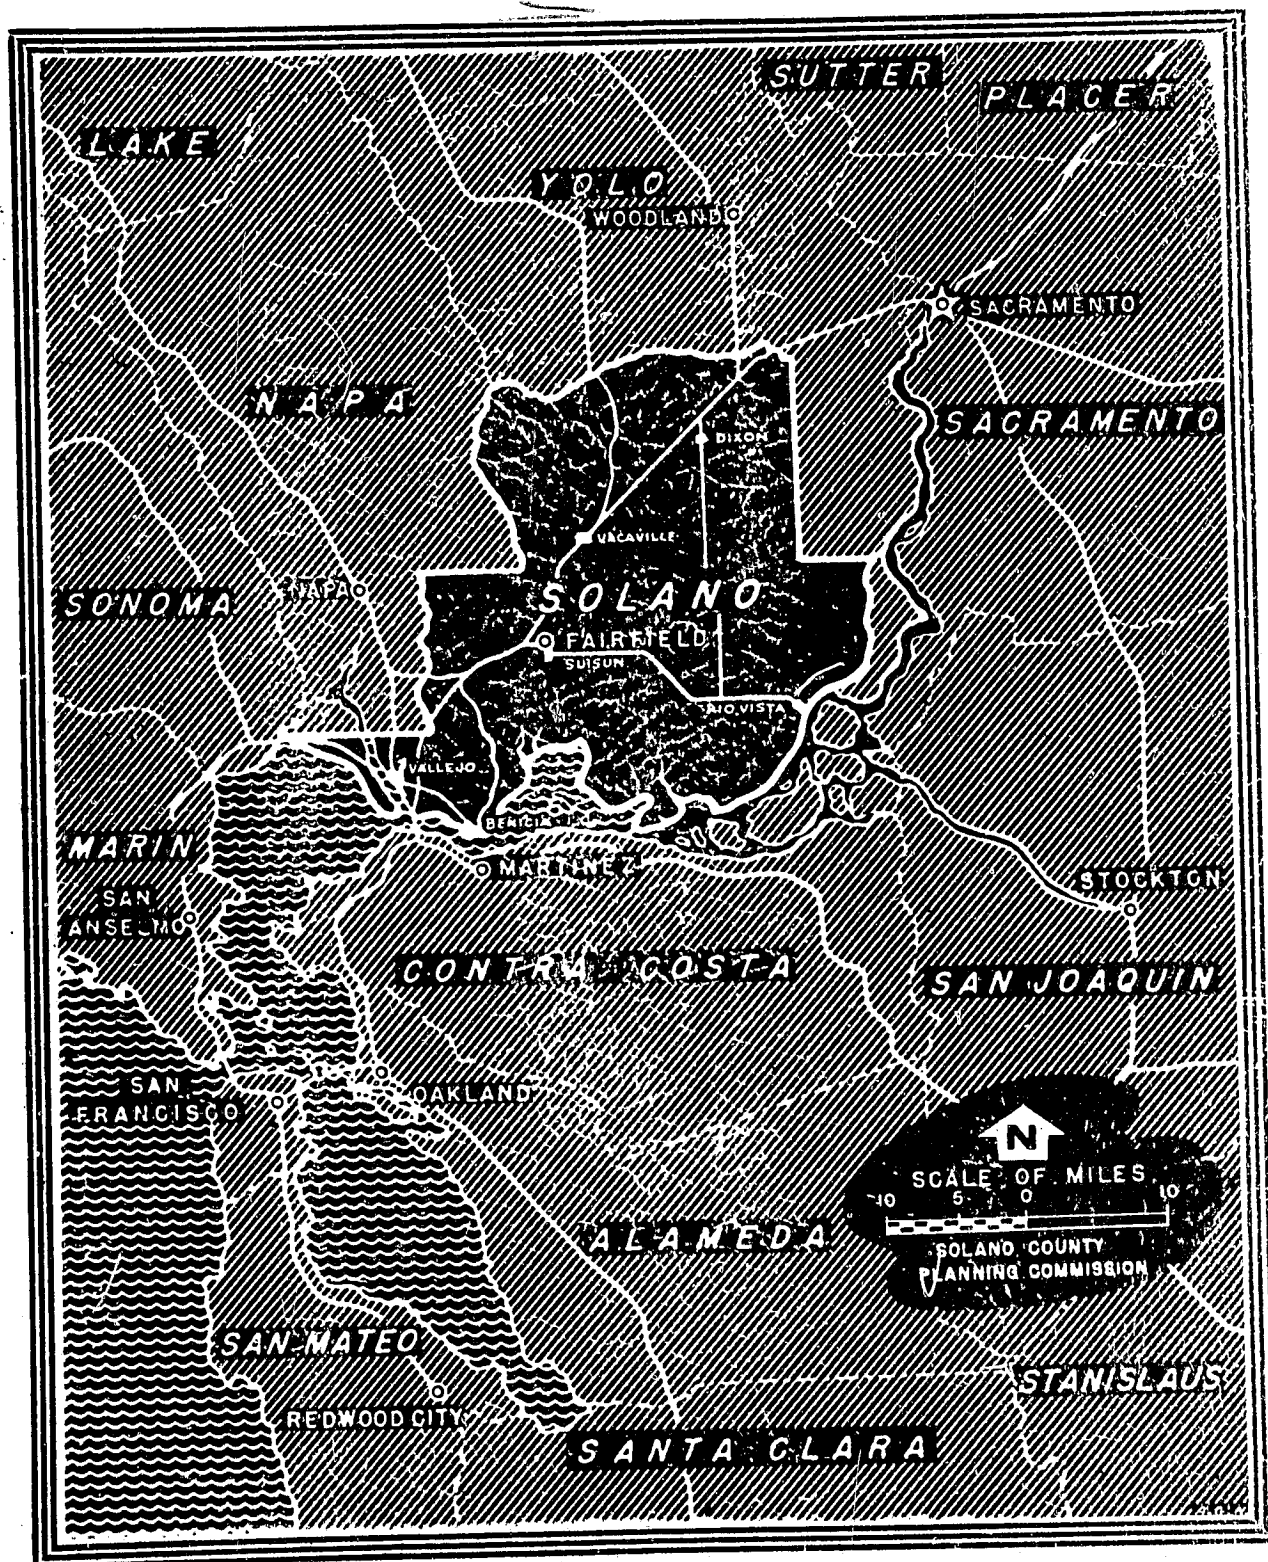 SUTTER
PLACER
LAKE
YOLO
WOODLAND
SACRAMENTO
NAPA
SACRAMENTO
DIXON
VACAVILLE
SOLANO
NAPA
SONOMA
FAIRFIELD
SUISUN
RIO VISTA
VALLEJO
BENICIA
MARIN
MARTINEZ
STOCKTON
SAN
ANSELMO
CONTRA COSTA
SAN JOAQUIN
SAN
FRANCISCO
OAKLAND
N
SCALE OF MILES
10 5 0 10
SOLANO COUNTY
PLANNING COMMISSION
ALAMEDA
SAN MATEO
STANISLAUS
REDWOOD CITY
SANTA CLARA